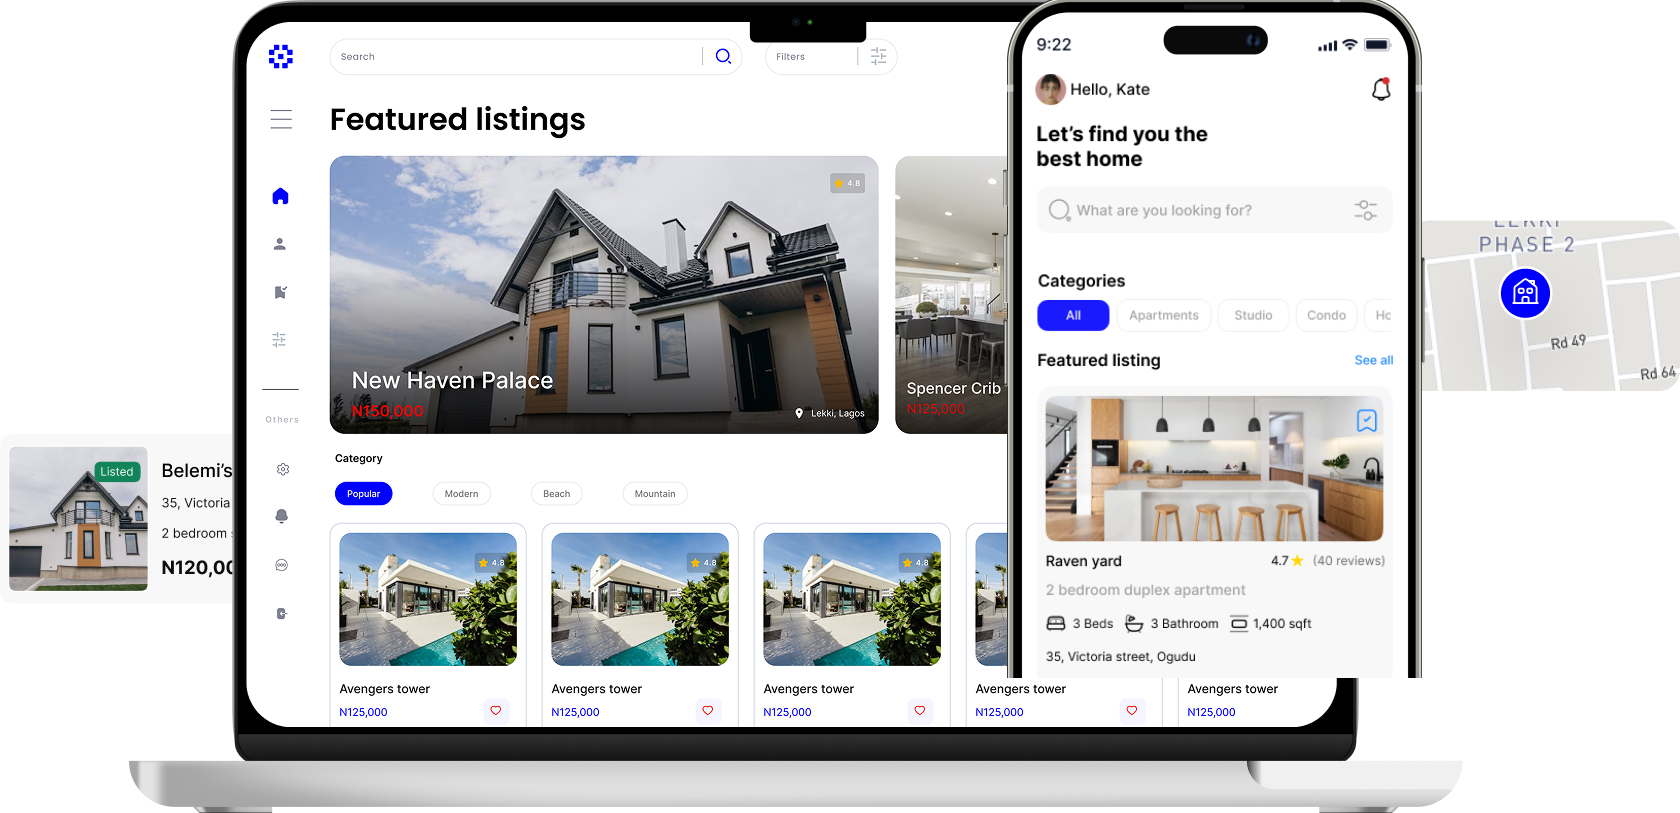 Search
Filters
Featured listings
4.8
New Haven Palace
N150,000
Lekki, Lagos
Spencer Crib
N125,000
Others
Category
Popular
Modern
Beach
Mountain
4.8
4.8
4.8
Avengers tower
N125,000
Avengers tower
N125,000
Avengers tower
N125,000
Avengers tower
N125,000
Avengers tower
N125,000
Listed
Belemi's
35, Victoria
2 bedroom
N120,00
9:22
Hello, Kate
Let's find you the
best home
What are you looking for?
Categories
All
Apartments
Studio
Condo
Ho
Featured listing
See all
Raven yard
4.7
(40 reviews)
2 bedroom duplex apartment
3 Beds
3 Bathroom
1,400 sqft
35, Victoria street, Ogudu
LEKKI
PHASE 2
Rd 49
Rd 64